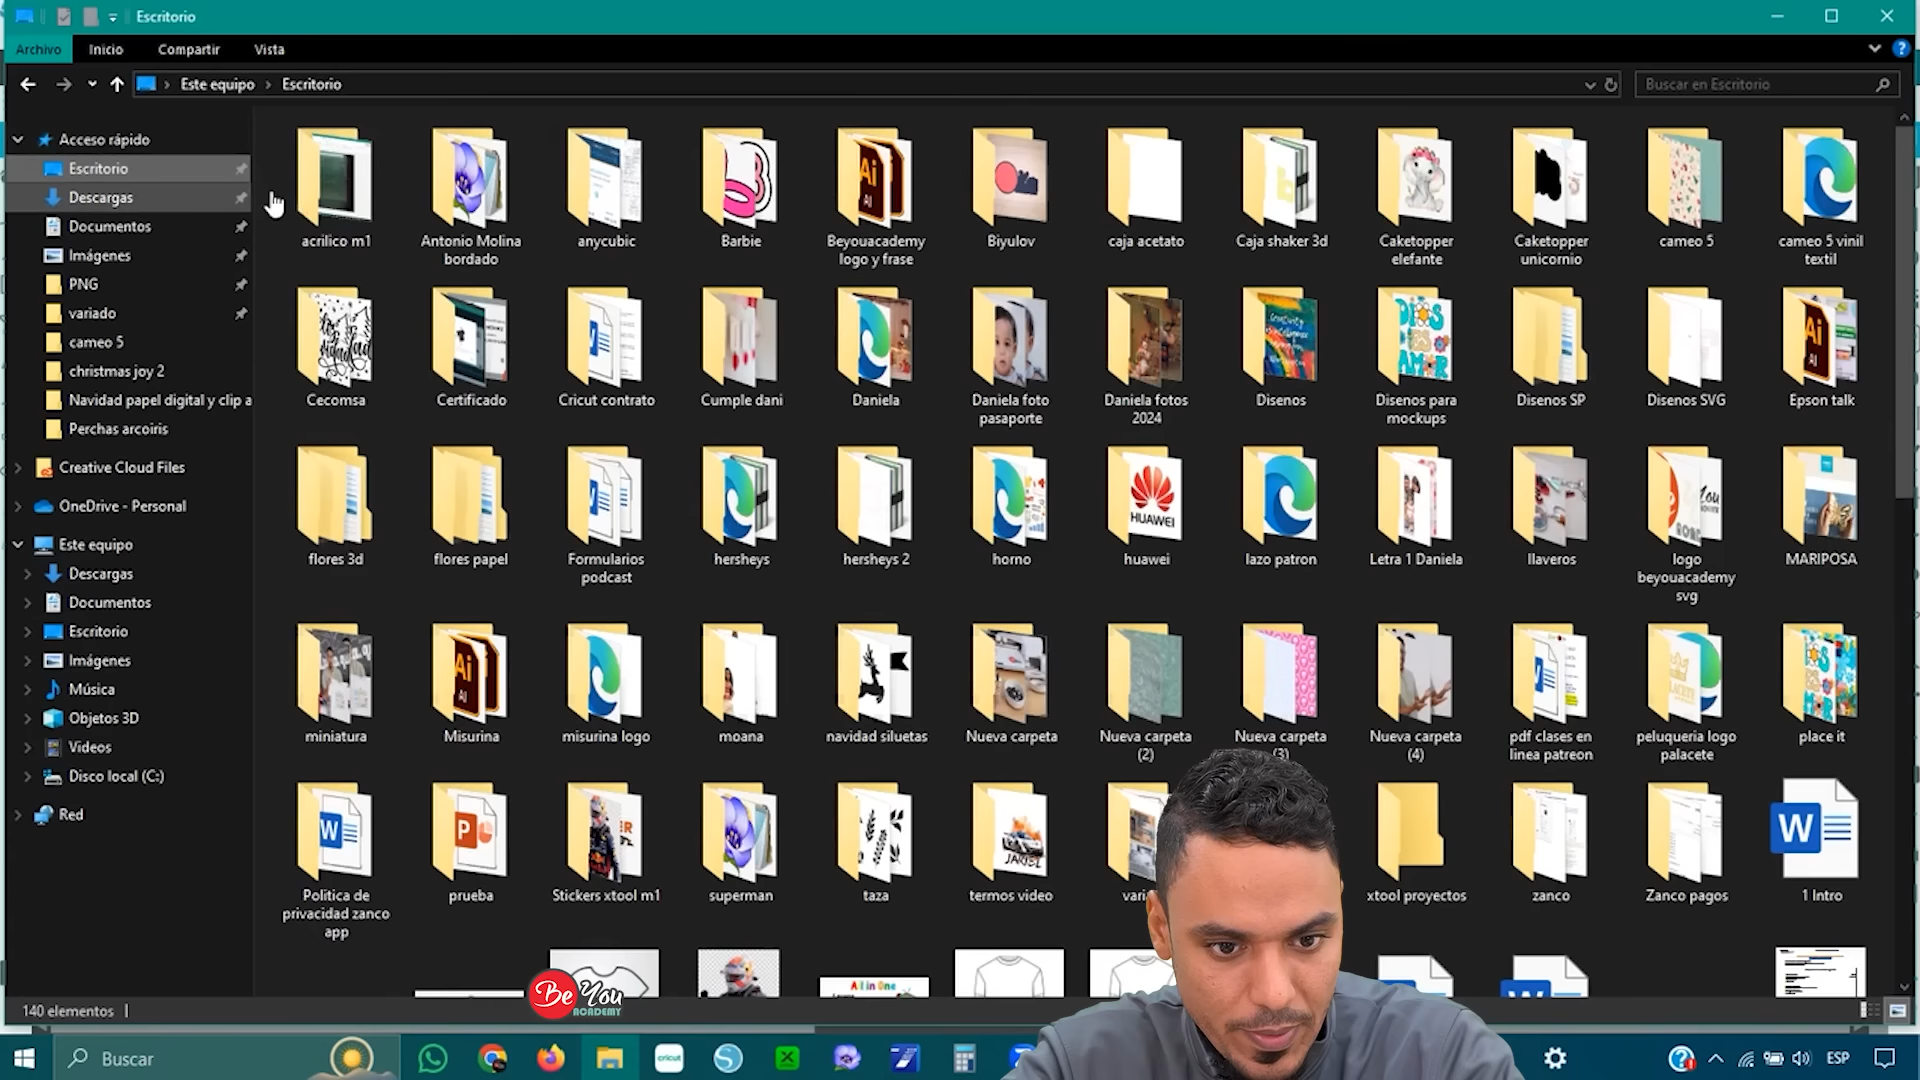 Escritorio
Archivo
Inicio
Compartir
Vista
Este equipo
Escritorio
Buscar en Escritorio
Acceso rápido
Escritorio
Descargas
Documentos
Imágenes
PNG
variado
cameo 5
christmas joy 2
Navidad papel digital y clip a
Perchas arcoiris
Creative Cloud Files
OneDrive - Personal
Este equipo
Descargas
Documentos
Escritorio
Imágenes
Música
Objetos 3D
Videos
Disco local (C:)
Red
acrilico m1
Antonio Molina
bordado
anycubic
Barbie
Beyouacademy
logo y frase
Biyulov
caja acetato
Caja shaker 3d
Caketopper
elefante
Caketopper
unicornio
cameo 5
cameo 5 vinil
textil
Cecomsa
Certificado
Cricut contrato
Cumple dani
Daniela
Daniela foto
pasaporte
Daniela fotos
2024
Disenos
Disenos para
mockups
Disenos SP
Disenos SVG
Epson talk
flores 3d
flores papel
Formularios
podcast
hersheys
hersheys 2
horno
HUAWEI
huawei
lazo patron
Letra 1 Daniela
llaveros
logo
beyouacademy
svg
MARIPOSA
miniatura
Misurina
misurina logo
moana
navidad siluetas
Nueva carpeta
Nueva carpeta
(2)
Nueva carpeta
(3)
Nueva carpeta
(4)
pdf clases en
linea patreon
peluqueria logo
palacete
place it
Politica de
privacidad zanco
app
prueba
Stickers xtool m1
superman
taza
JARIEL
termos video
xtool proyectos
zanco
Zanco pagos
1 Intro
All in One
Be You
ACADEMY
140 elementos
Buscar
cricut
ESP